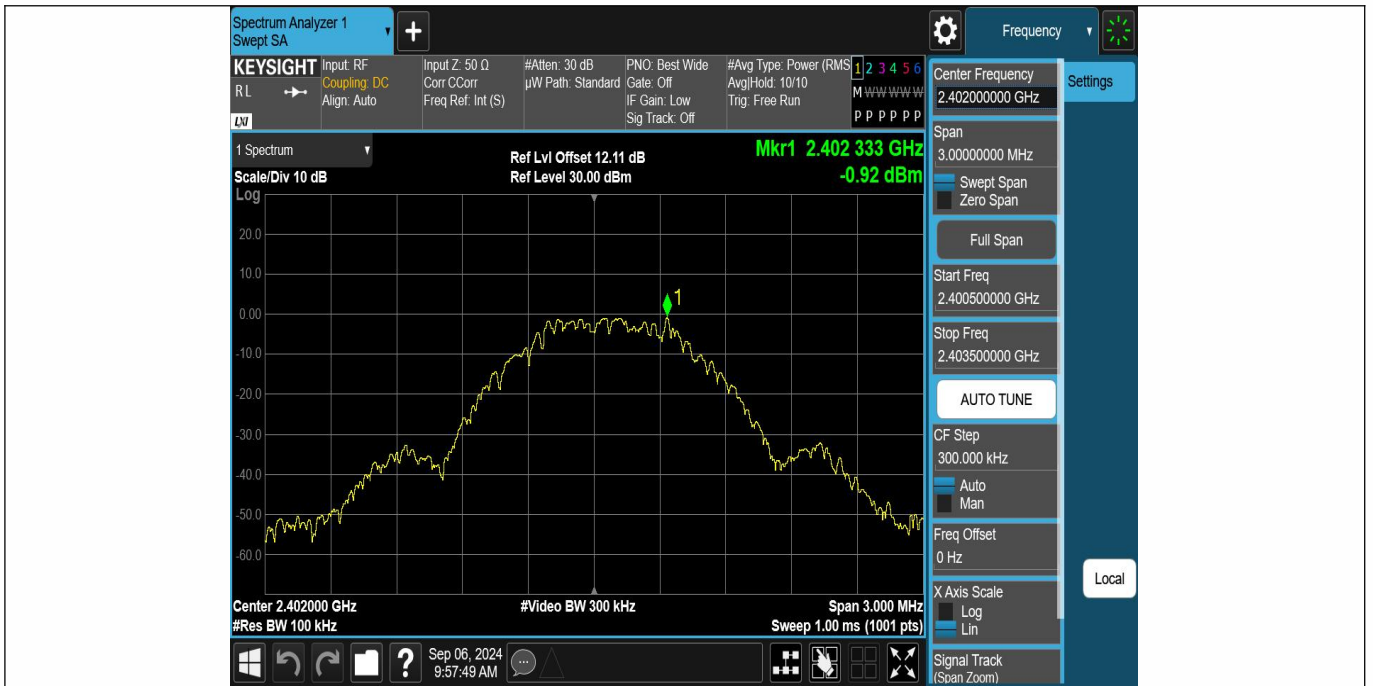 Spectrum Analyzer 1
Swept SA
+
Frequency
KEYSIGHT
RL
LXI
Input: RF
Coupling: DC
Align: Auto
Input Z: 50 Ω
Corr CCorr
Freq Ref: Int (S)
#Atten: 30 dB
µW Path: Standard
PNO: Best Wide
Gate: Off
IF Gain: Low
Sig Track: Off
#Avg Type: Power (RMS
Avg|Hold: 10/10
Trig: Free Run
1 2 3 4 5 6
M W W W W W
P P P P P P
1 Spectrum
Scale/Div 10 dB
Log
Ref Lvl Offset 12.11 dB
Ref Level 30.00 dBm
Mkr1 2.402 333 GHz
-0.92 dBm
20.0
10.0
0.00
-10.0
-20.0
-30.0
-40.0
-50.0
-60.0
1
Center 2.402000 GHz
#Res BW 100 kHz
#Video BW 300 kHz
Span 3.000 MHz
Sweep 1.00 ms (1001 pts)
Center Frequency
2.402000000 GHz
Settings
Span
3.00000000 MHz
Swept Span
Zero Span
Full Span
Start Freq
2.400500000 GHz
Stop Freq
2.403500000 GHz
AUTO TUNE
CF Step
300.000 kHz
Auto
Man
Freq Offset
0 Hz
X Axis Scale
Log
Lin
Local
Signal Track
(Span Zoom)
?
Sep 06, 2024
9:57:49 AM